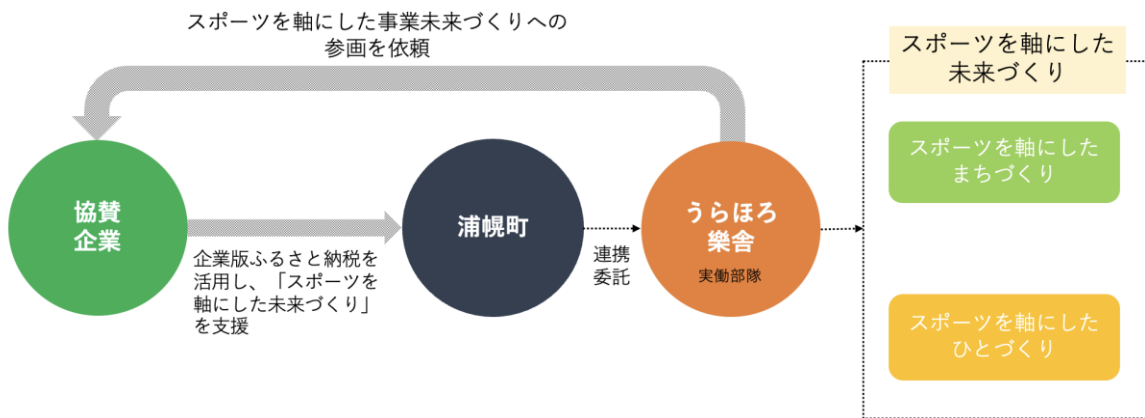 スポーツを軸にした事業未来づくりへの
参画を依頼
スポーツを軸にした
未来づくり
協賛
企業
浦幌町
うらほろ
樂舎
実働部隊
企業版ふるさと納税を
活用し、「スポーツを
軸にした未来づくり」
を支援
連携
委託
スポーツを軸にした
まちづくり
スポーツを軸にした
ひとづくり